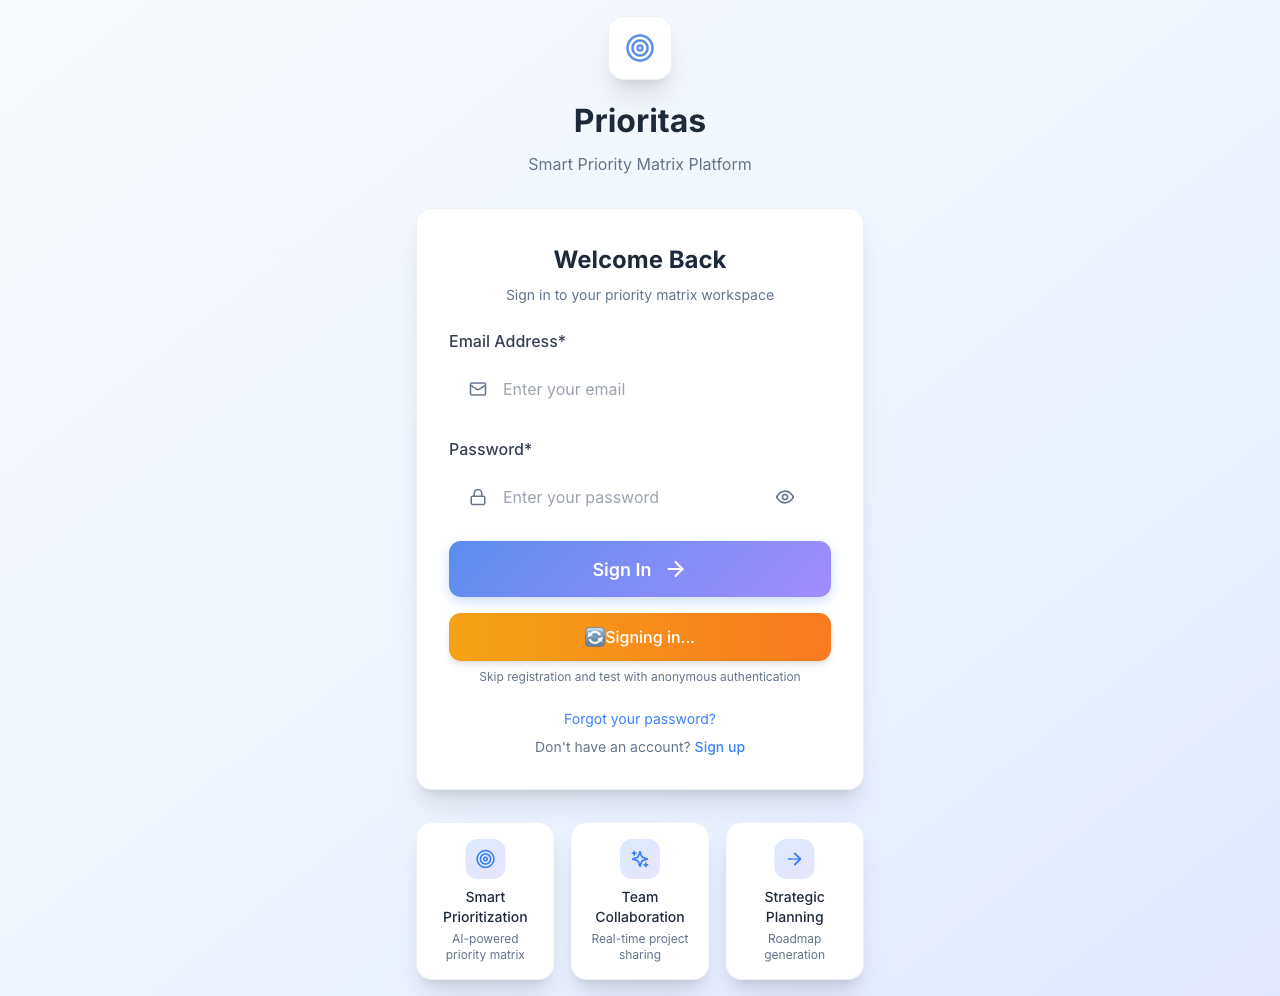 Prioritas
Smart Priority Matrix Platform
Welcome Back
Sign in to your priority matrix workspace
Email Address*
Enter your email
Password*
Enter your password
Sign In
Signing in...
Skip registration and test with anonymous authentication
Forgot your password?
Don't have an account? Sign up
Smart
Prioritization
AI-powered
priority matrix
Team
Collaboration
Real-time project
sharing
Strategic
Planning
Roadmap
generation